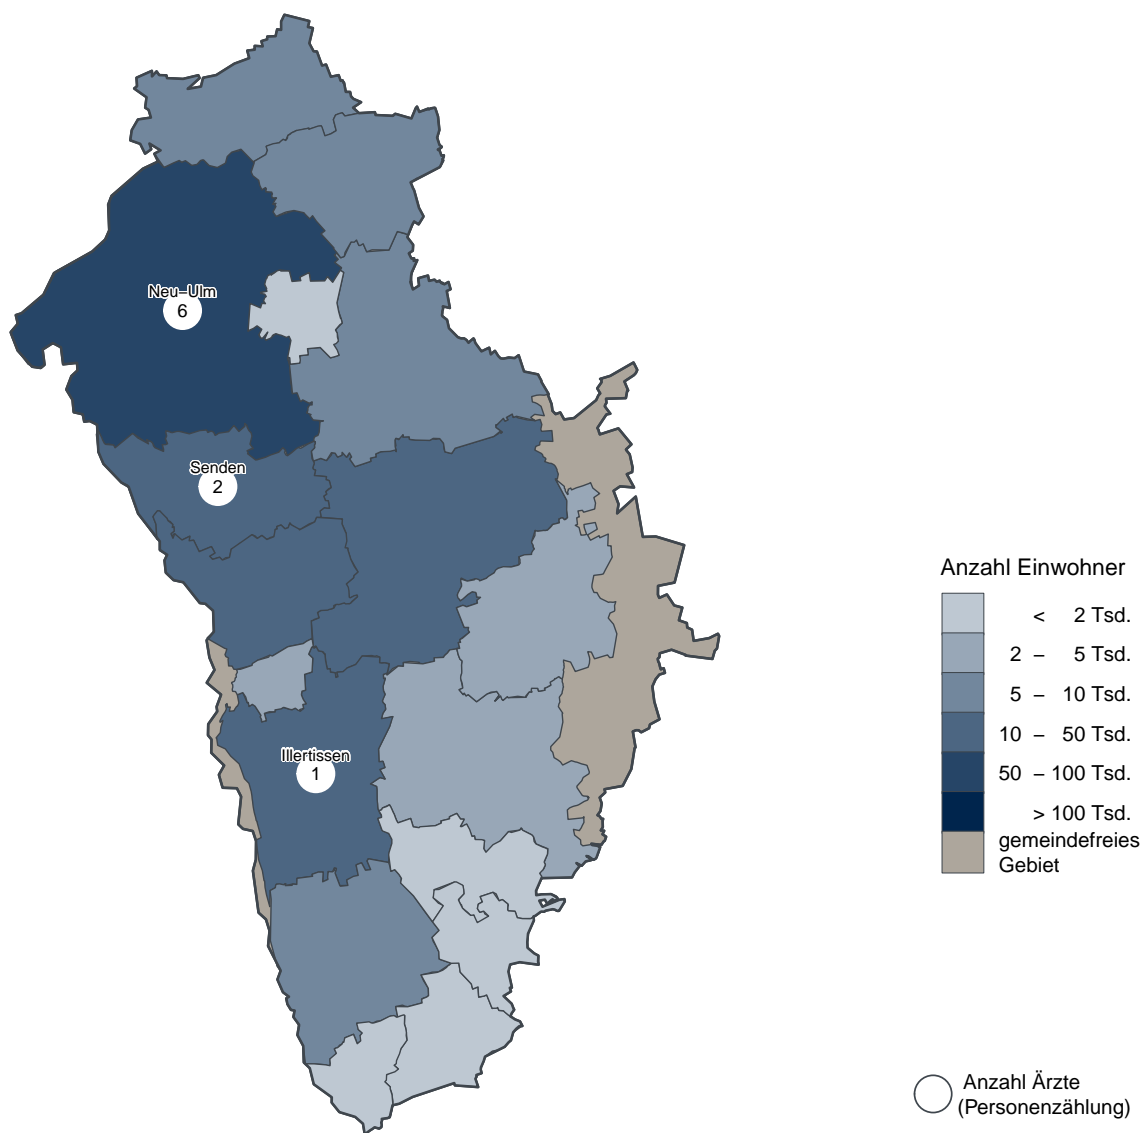 Neu–Ulm
6
Senden
2
Illertissen
1
Anzahl Einwohner
< 2 Tsd.
2 – 5 Tsd.
5 – 10 Tsd.
10 – 50 Tsd.
50 – 100 Tsd.
> 100 Tsd.
gemeindefreies
Gebiet
Anzahl Ärzte
(Personenzählung)